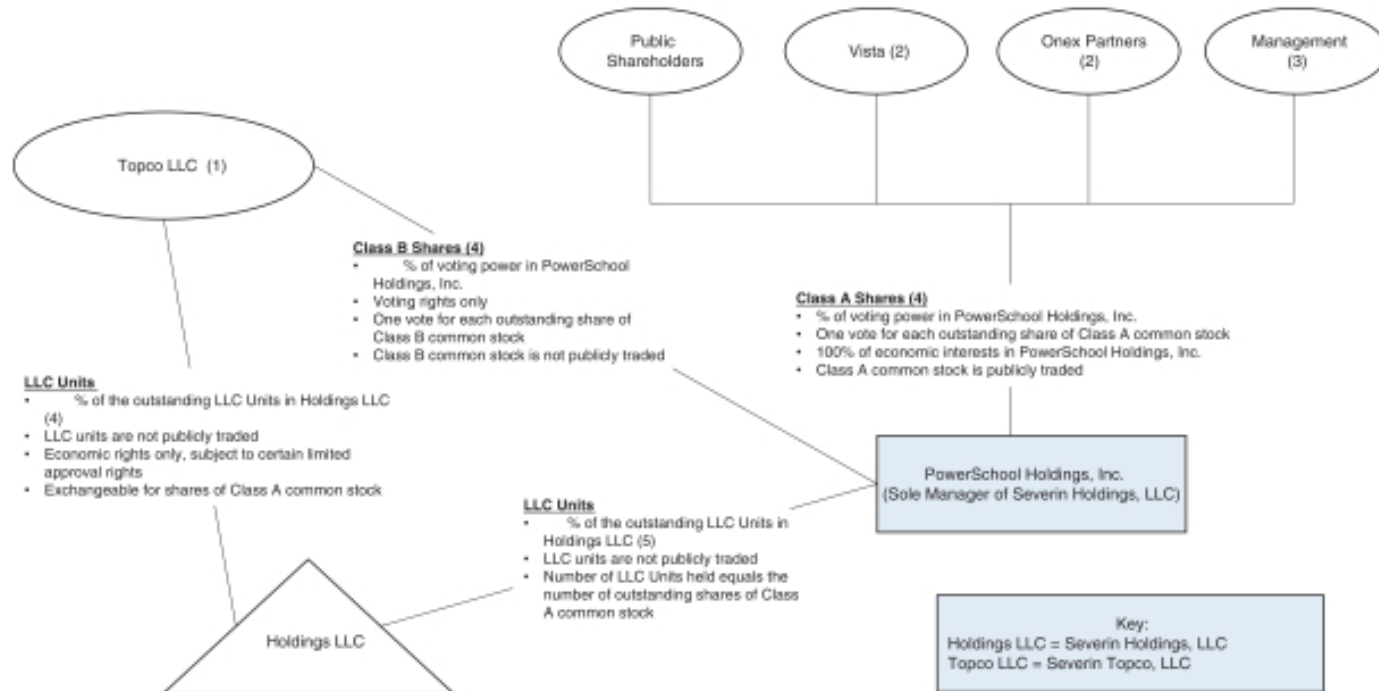 Public
Shareholders
Vista (2)
Onex Partners
(2)
Management
(3)
Topco LLC (1)
Class B Shares (4)
• % of voting power in PowerSchool
Holdings, Inc.
• Voting rights only
• One vote for each outstanding share of
Class B common stock
• Class B common stock is not publicly traded
Class A Shares (4)
• % of voting power in PowerSchool Holdings, Inc.
• One vote for each outstanding share of Class A common stock
• 100% of economic interests in PowerSchool Holdings, Inc.
• Class A common stock is publicly traded
LLC Units
• % of the outstanding LLC Units in Holdings LLC
(4)
• LLC units are not publicly traded
• Economic rights only, subject to certain limited
approval rights
• Exchangeable for shares of Class A common stock
PowerSchool Holdings, Inc.
(Sole Manager of Severin Holdings, LLC)
LLC Units
• % of the outstanding LLC Units in
Holdings LLC (5)
• LLC units are not publicly traded
• Number of LLC Units held equals the
number of outstanding shares of Class
A common stock
Holdings LLC
Key:
Holdings LLC = Severin Holdings, LLC
Topco LLC = Severin Topco, LLC